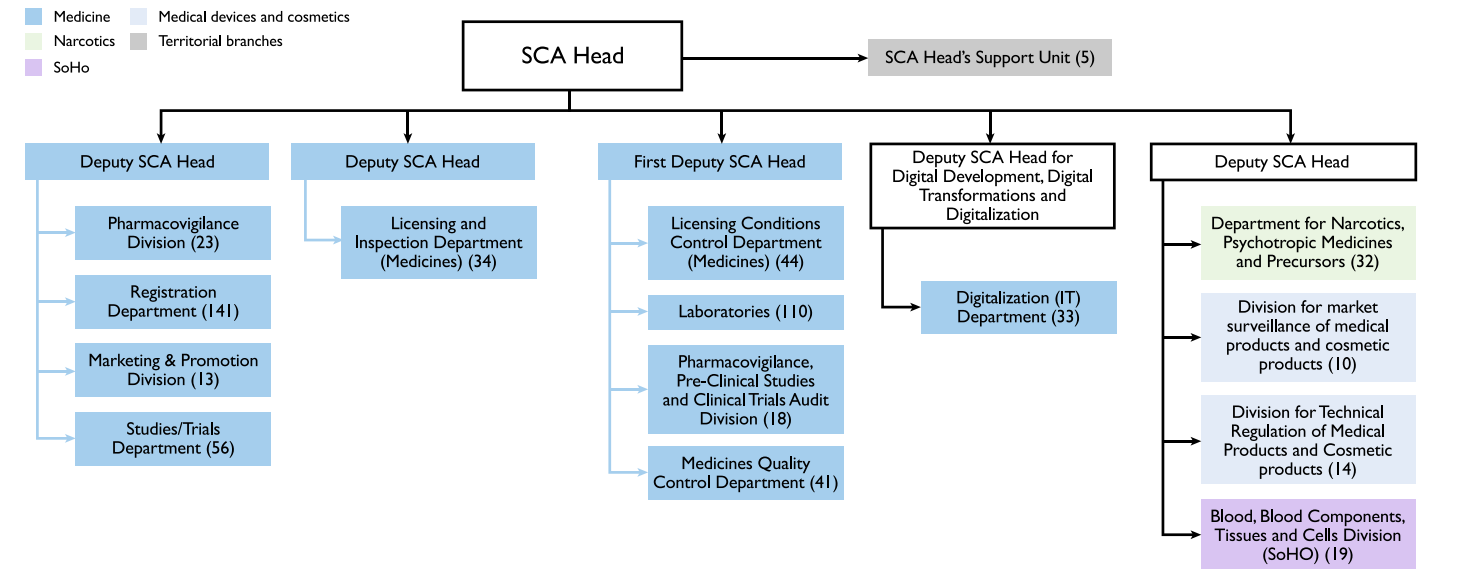 Medicine
Medical devices and cosmetics
Narcotics
Territorial branches
SoHo
SCA Head
SCA Head's Support Unit (5)
Deputy SCA Head
Pharmacovigilance
Division (23)
Registration
Department (141)
Marketing & Promotion
Division (13)
Studies/Trials
Department (56)
Deputy SCA Head
Licensing and
Inspection Department
(Medicines) (34)
First Deputy SCA Head
Licensing Conditions
Control Department
(Medicines) (44)
Laboratories (110)
Pharmacovigilance,
Pre-Clinical Studies
and Clinical Trials Audit
Division (18)
Medicines Quality
Control Department (41)
Deputy SCA Head for
Digital Development, Digital
Transformations and
Digitalization
Digitalization (IT)
Department (33)
Deputy SCA Head
Department for Narcotics,
Psychotropic Medicines
and Precursors (32)
Division for market
surveillance of medical
products and cosmetic
products (10)
Division for Technical
Regulation of Medical
Products and Cosmetic
products (14)
Blood, Blood Components,
Tissues and Cells Division
(SoHO) (19)